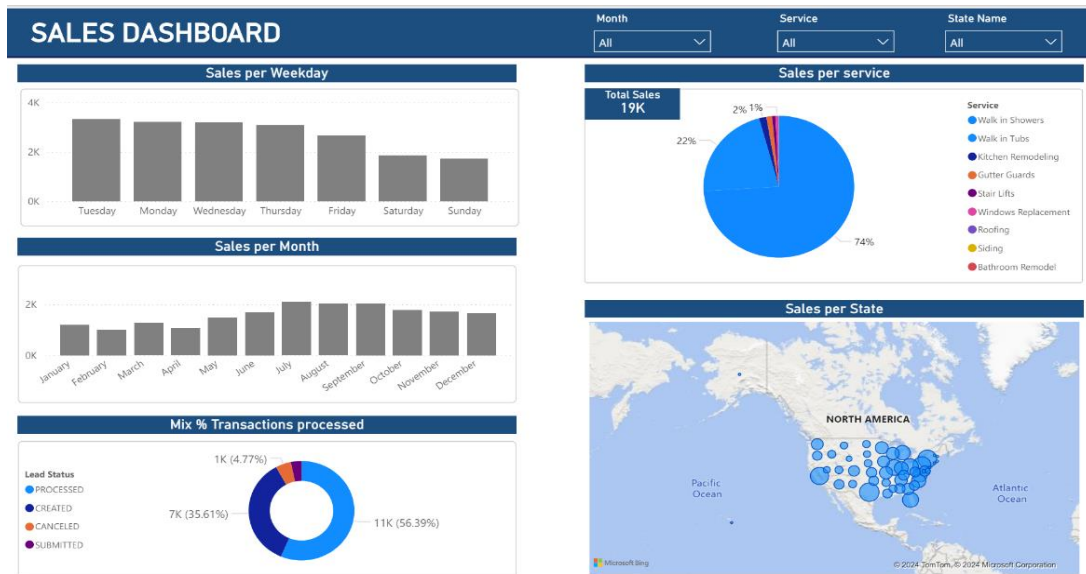 SALES DASHBOARD
Month
All
Service
All
State Name
All
Sales per Weekday
4K
2K
0K
Tuesday Monday Wednesday Thursday Friday Saturday Sunday
Sales per Month
2K
0K
January February March April May June July August September October November December
Mix % Transactions processed
Lead Status
PROCESSED
CREATED
CANCELED
SUBMITTED
1K (4.77%)
7K (35.61%)
11K (56.39%)
Sales per service
Total Sales
19K
2% 1%
22%
74%
Service
Walk in Showers
Walk in Tubs
Kitchen Remodeling
Gutter Guards
Stair Lifts
Windows Replacement
Roofing
Siding
Bathroom Remodel
Sales per State
NORTH AMERICA
Pacific
Ocean
Atlantic
Ocean
Microsoft Bing
© 2024 TomTom, © 2024 Microsoft Corporation